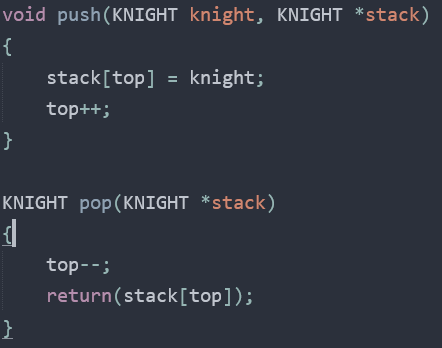 void push(KNIGHT knight, KNIGHT *stack)
{
    stack[top] = knight;
    top++;
}

KNIGHT pop(KNIGHT *stack)
{
    top--;
    return(stack[top]);
}